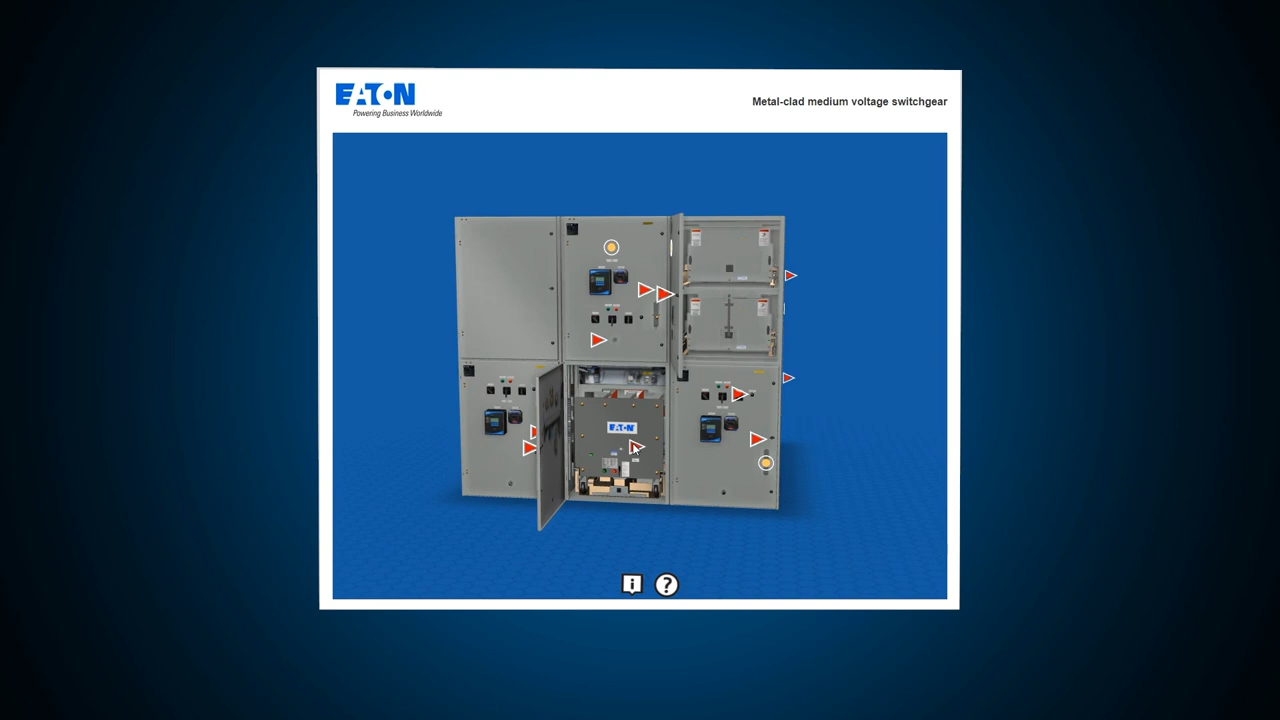 EATON
Powering Business Worldwide
Metal-clad medium voltage switchgear
EATON
i
?